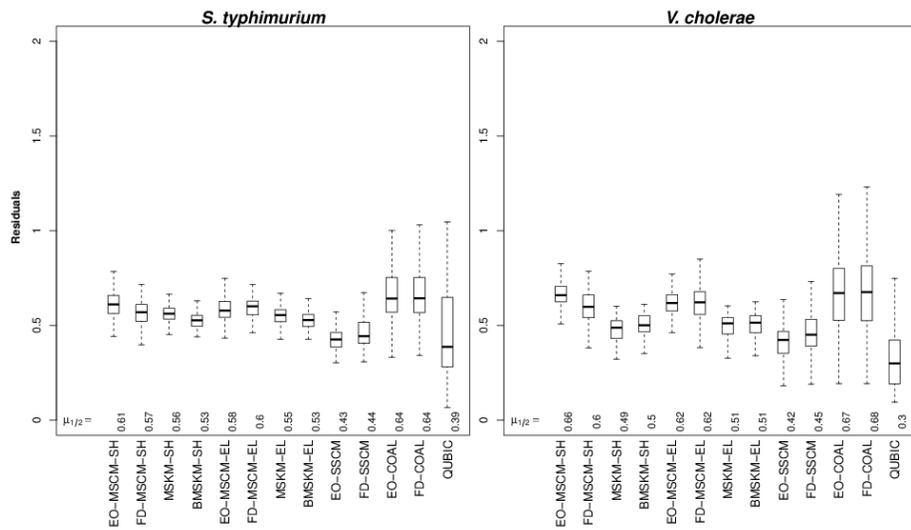 S. typhimurium
V. cholerae
Residuals
2
1.5
1
0.5
0
μ1/2 =
0.61
0.57
0.56
0.53
0.58
0.6
0.55
0.53
0.43
0.44
0.64
0.64
0.39
EO−MSCM−SH
FD−MSCM−SH
MSKM−SH
BMSKM−SH
EO−MSCM−EL
FD−MSCM−EL
MSKM−EL
BMSKM−EL
EO−SSCM
FD−SSCM
EO−COAL
FD−COAL
QUBIC
2
1.5
1
0.5
0
μ1/2 =
0.66
0.6
0.49
0.5
0.62
0.62
0.51
0.51
0.42
0.45
0.67
0.68
0.3
EO−MSCM−SH
FD−MSCM−SH
MSKM−SH
BMSKM−SH
EO−MSCM−EL
FD−MSCM−EL
MSKM−EL
BMSKM−EL
EO−SSCM
FD−SSCM
EO−COAL
FD−COAL
QUBIC